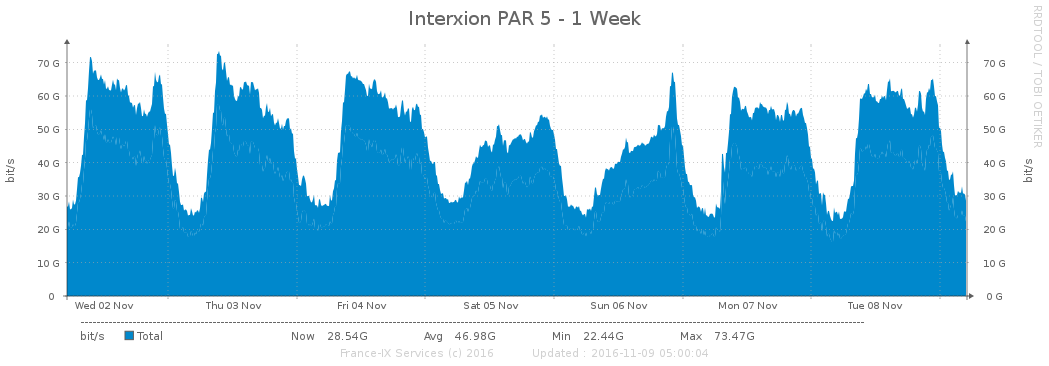 Interxion PAR 5 - 1 Week
RRDTOOL / TOBI OETIKER
bit/s
70 G 70 G
60 G 60 G
50 G 50 G
40 G 40 G
30 G 30 G
20 G 20 G
10 G 10 G
0 0 G
bit/s
Wed 02 Nov Thu 03 Nov Fri 04 Nov Sat 05 Nov Sun 06 Nov Mon 07 Nov Tue 08 Nov
bit/s Total Now 28.54G Avg 46.98G Min 22.44G Max 73.47G
France-IX Services (c) 2016 Updated : 2016-11-09 05:00:04